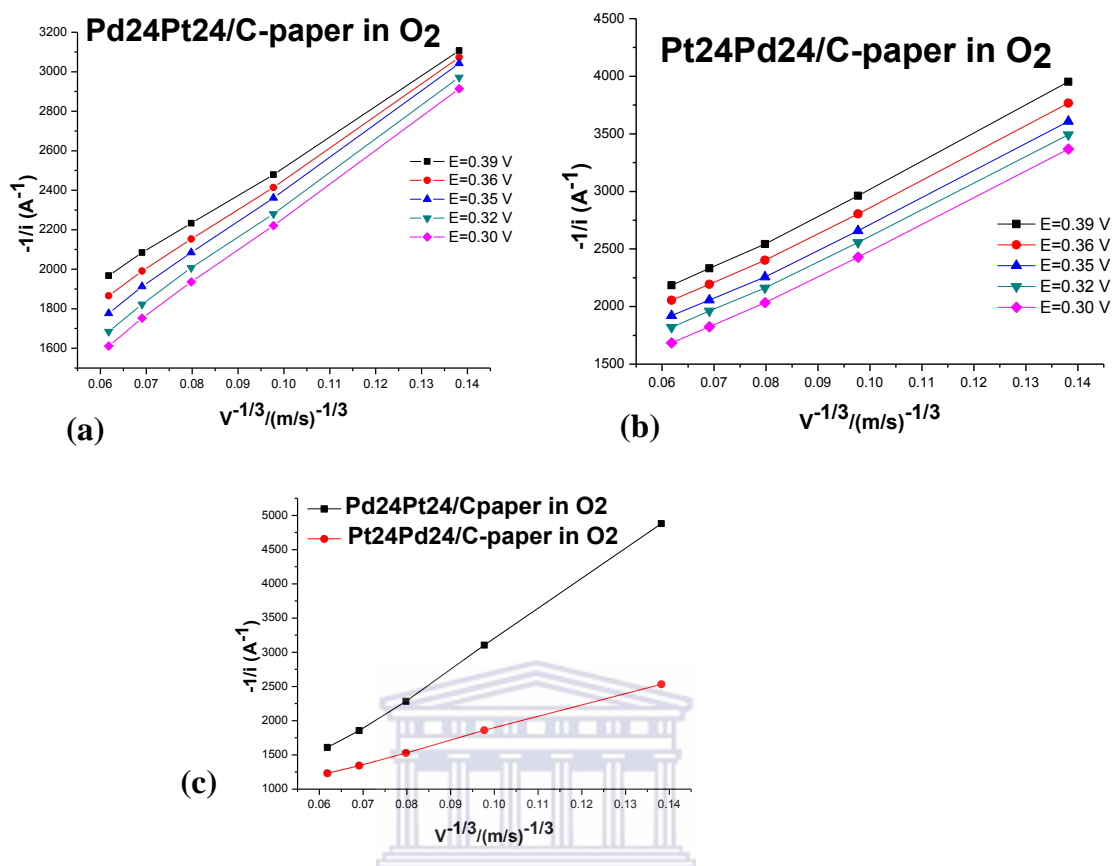 Pd24Pt24/C-paper in O2
-1/i (A-1)
3200
3000
2800
2600
2400
2200
2000
1800
1600
E=0.39 V
E=0.36 V
E=0.35 V
E=0.32 V
E=0.30 V
0.06 0.07 0.08 0.09 0.10 0.11 0.12 0.13 0.14
V-1/3/(m/s)-1/3
(a)
Pt24Pd24/C-paper in O2
-1/i (A-1)
4500
4000
3500
3000
2500
2000
1500
E=0.39 V
E=0.36 V
E=0.35 V
E=0.32 V
E=0.30 V
0.06 0.07 0.08 0.09 0.10 0.11 0.12 0.13 0.14
V-1/3/(m/s)-1/3
(b)
Pd24Pt24/Cpaper in O2
Pt24Pd24/C-paper in O2
-1/i (A-1)
5000
4500
4000
3500
3000
2500
2000
1500
1000
0.06 0.07 0.08 0.09 0.10 0.11 0.12 0.13 0.14
V-1/3/(m/s)-1/3
(c)